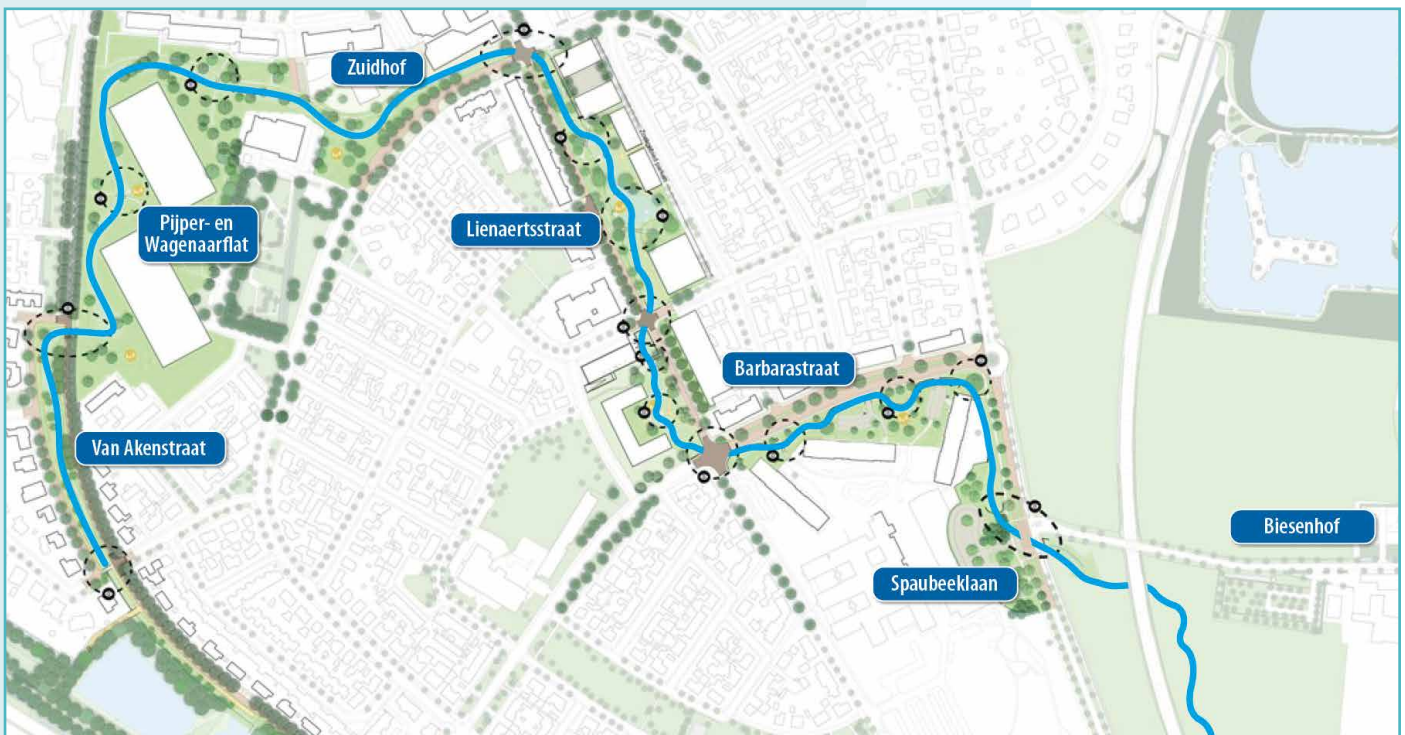 Zuidhof
Pijper- en
Wagenaarflat
Lienaertsstraat
Barbarastraat
Van Akenstraat
Biesenhof
Spaubeeklaan